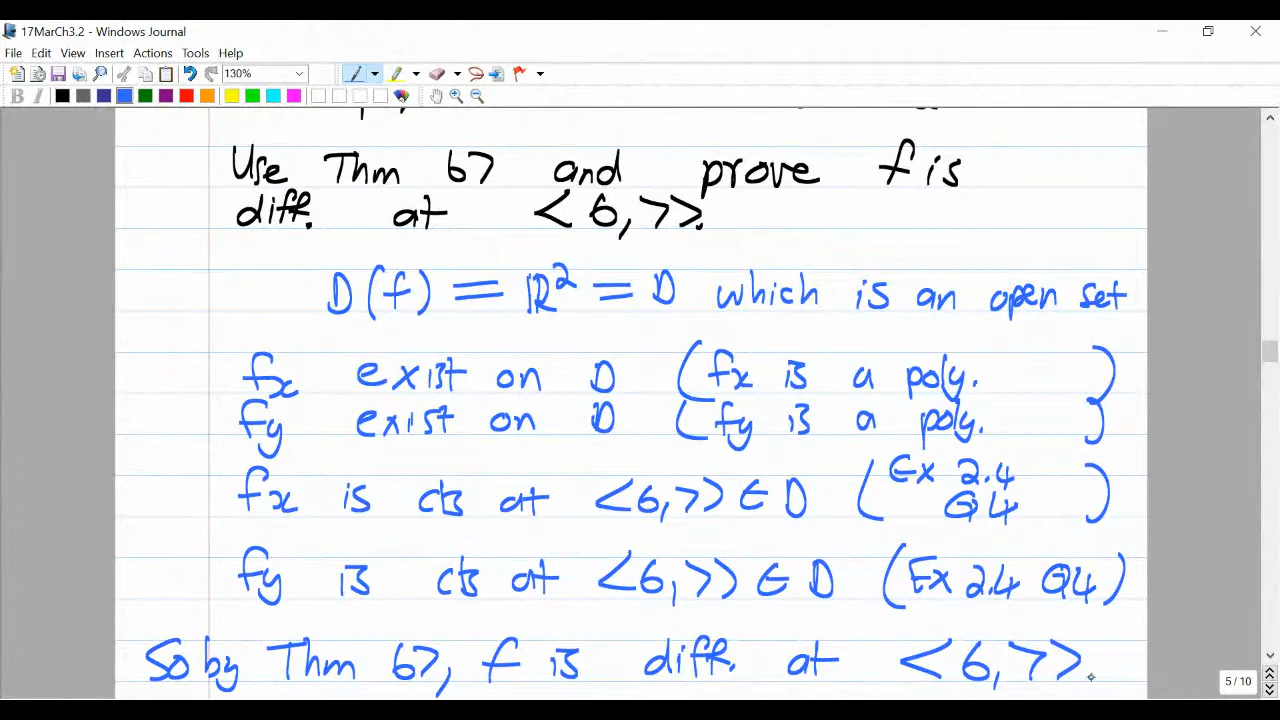 17MarCh3.2 - Windows Journal
File Edit View Insert Actions Tools Help
130%
B I
Use Thm 67 and prove f is
diff. at <6,7>.
D(f) = ℝ² = D which is an open set
fx exist on D (fx is a poly. )
fy exist on D (fy is a poly. )
fx is cts at <6,7> ∈ D (Ex 2.4 Q4)
fy is cts at <6,7> ∈ D (Ex 2.4 Q4)
So by Thm 67, f is diff. at <6,7>.
5 / 10